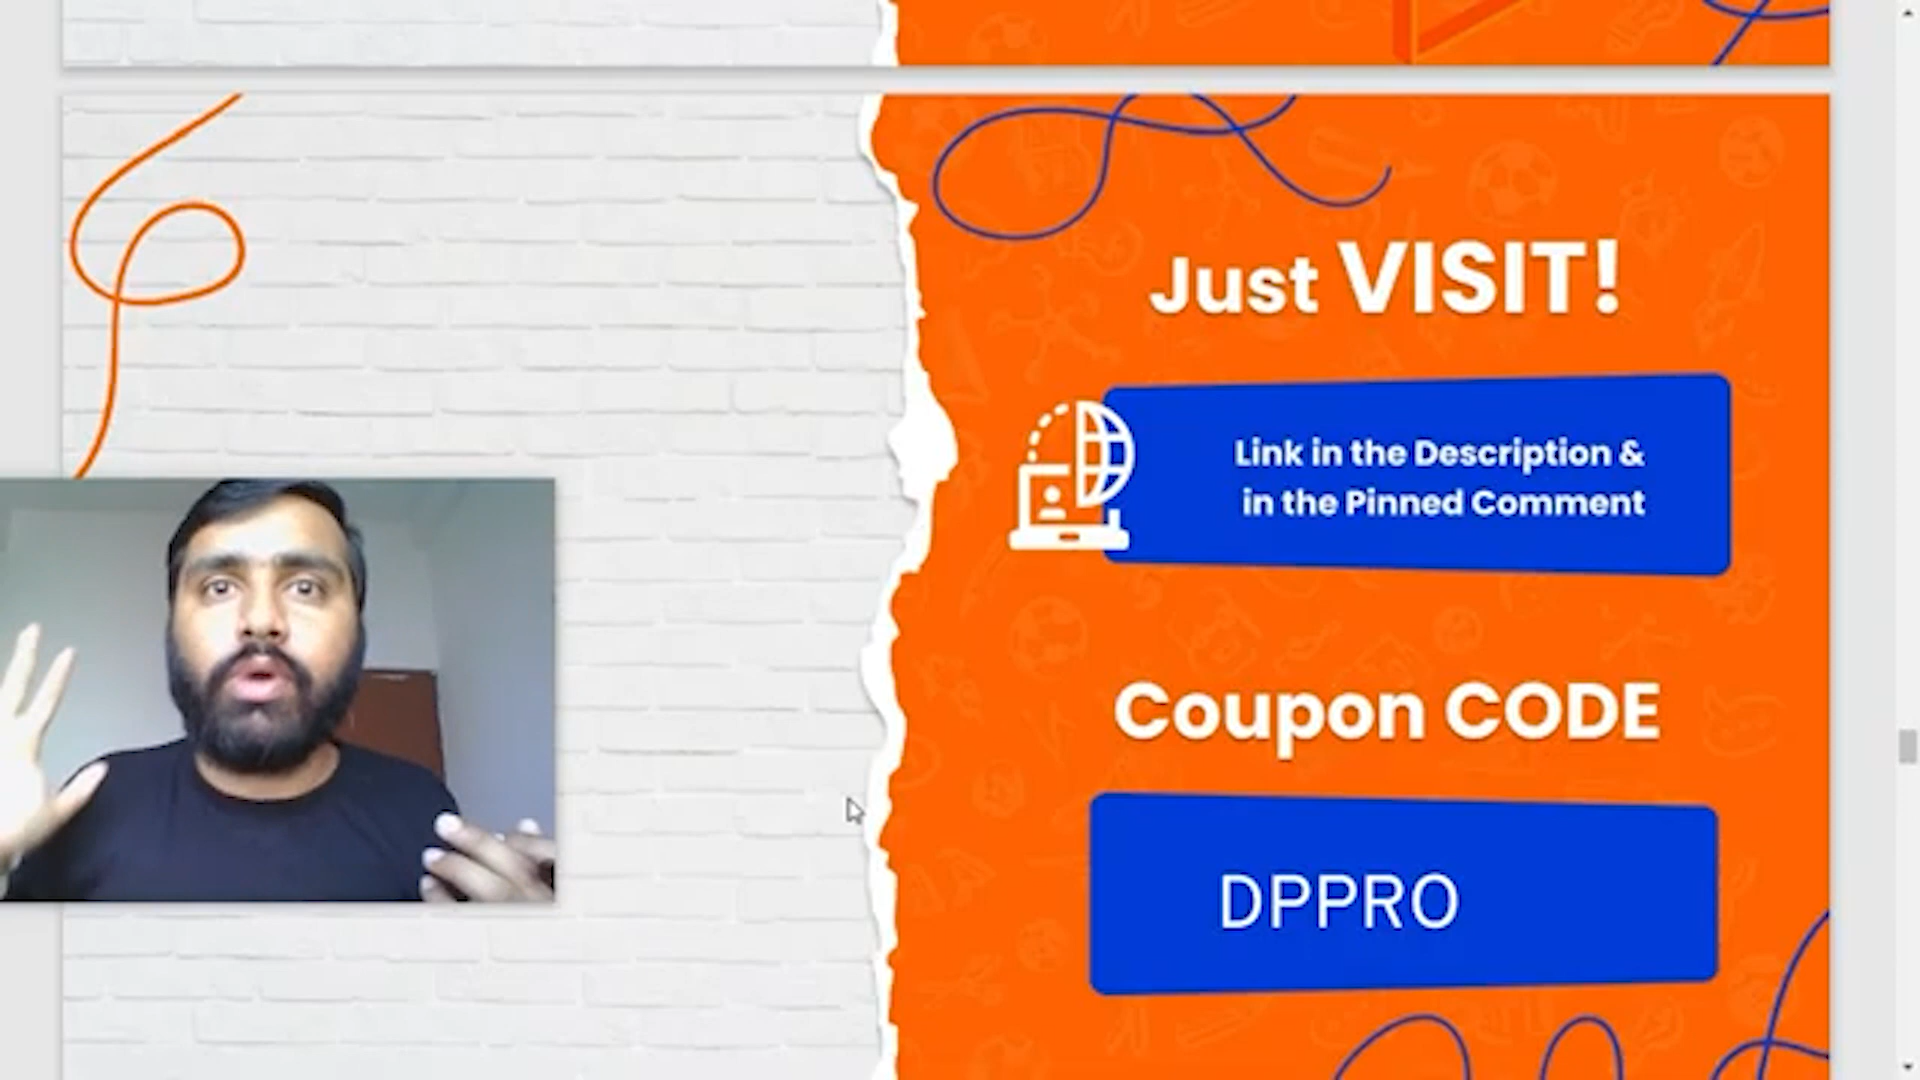 Just VISIT!
Link in the Description &
in the Pinned Comment
Coupon CODE
DPPRO